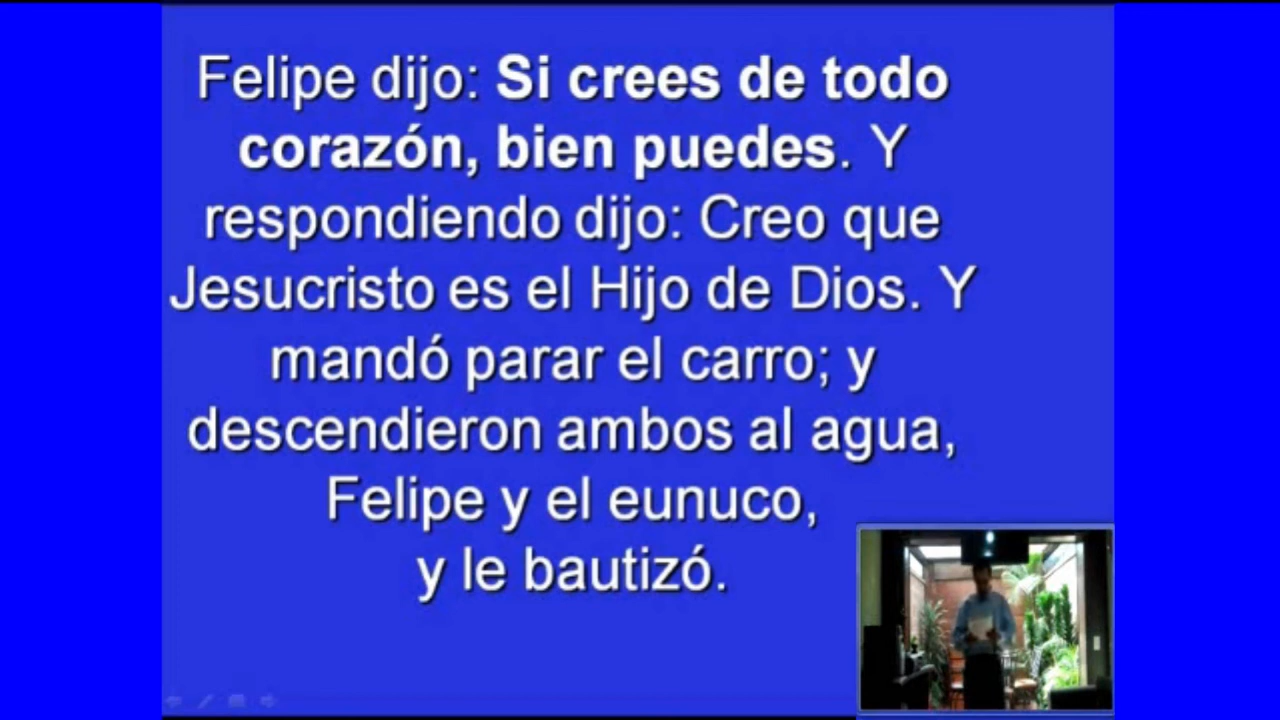 Felipe dijo: Si crees de todo
corazón, bien puedes. Y
respondiendo dijo: Creo que
Jesucristo es el Hijo de Dios. Y
mandó parar el carro; y
descendieron ambos al agua,
Felipe y el eunuco,
y le bautizó.